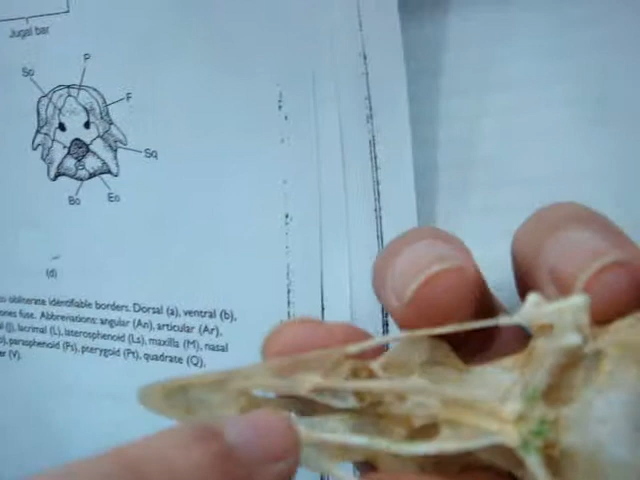 Jugal bar
P
So
F
Sq
Bo
Eo
(d)
obliterate identifiable borders. Dorsal (a), ventral (b),
fuse. Abbreviations: angular (An), articular (Ar),
(J), lacrimal (L), laterosphenoid (Ls), maxilla (M), nasal
parasphenoid (Ps), pterygoid (Pt), quadrate (Q),
(V).